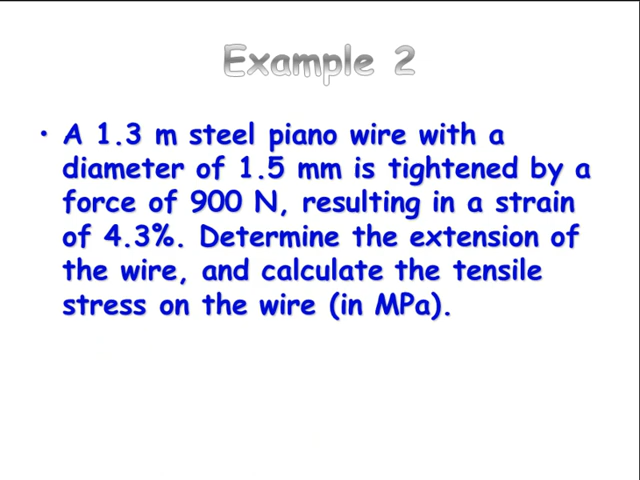 Example 2
• A 1.3 m steel piano wire with a
diameter of 1.5 mm is tightened by a
force of 900 N, resulting in a strain
of 4.3%. Determine the extension of
the wire, and calculate the tensile
stress on the wire (in MPa).